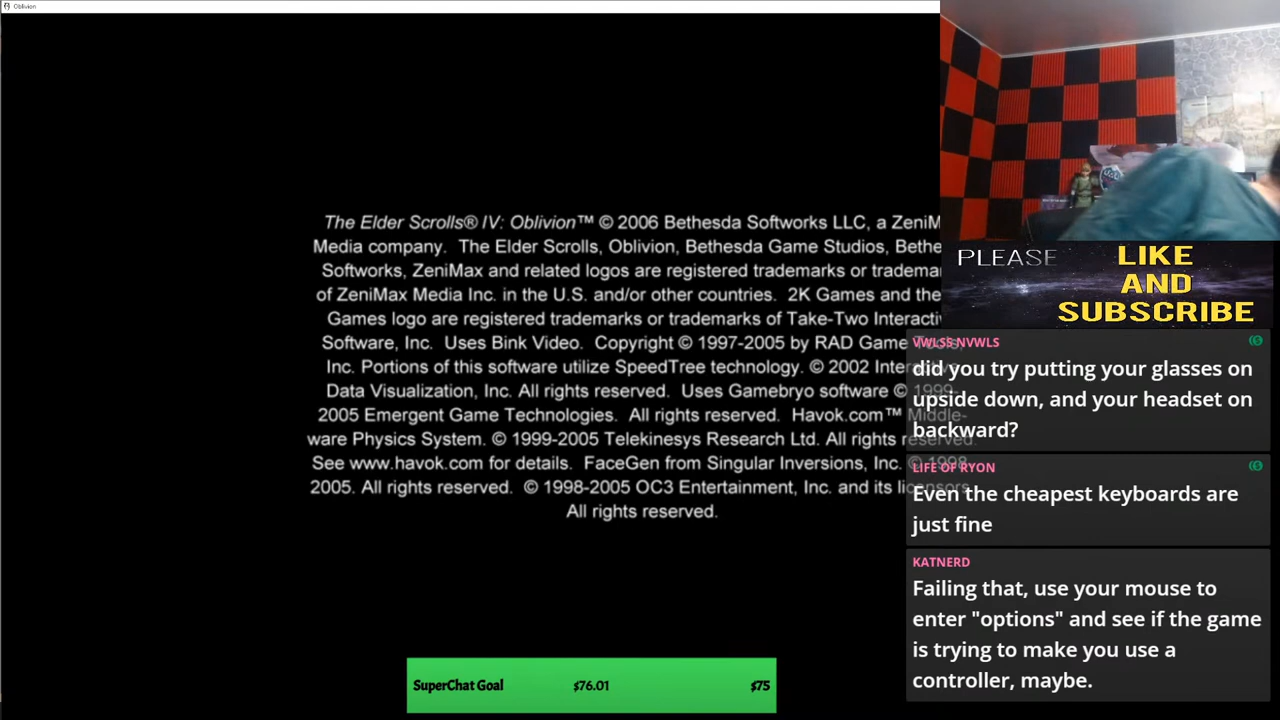 Oblivion
The Elder Scrolls® IV: Oblivion™ © 2006 Bethesda Softworks LLC, a ZeniM
Media company. The Elder Scrolls, Oblivion, Bethesda Game Studios, Bethe
Softworks, ZeniMax and related logos are registered trademarks or tradema
of ZeniMax Media Inc. in the U.S. and/or other countries. 2K Games and the
Games logo are registered trademarks or trademarks of Take-Two Interacti
Software, Inc. Uses Bink Video. Copyright © 1997-2005 by RAD Game Tools,
Inc. Portions of this software utilize SpeedTree technology. © 2002 Interactive
Data Visualization, Inc. All rights reserved. Uses Gamebryo software © 1999-
2005 Emergent Game Technologies. All rights reserved. Havok.com™ Middle-
ware Physics System. © 1999-2005 Telekinesys Research Ltd. All rights reserved.
See www.havok.com for details. FaceGen from Singular Inversions, Inc. © 1998-
2005. All rights reserved. © 1998-2005 OC3 Entertainment, Inc. and its licensors.
All rights reserved.
SuperChat Goal $76.01 $75
PLEASE
LIKE
AND
SUBSCRIBE
VWLSS NVWLS
did you try putting your glasses on
upside down, and your headset on
backward?
LIFE OF RYON
Even the cheapest keyboards are
just fine
KATNERD
Failing that, use your mouse to
enter "options" and see if the game
is trying to make you use a
controller, maybe.